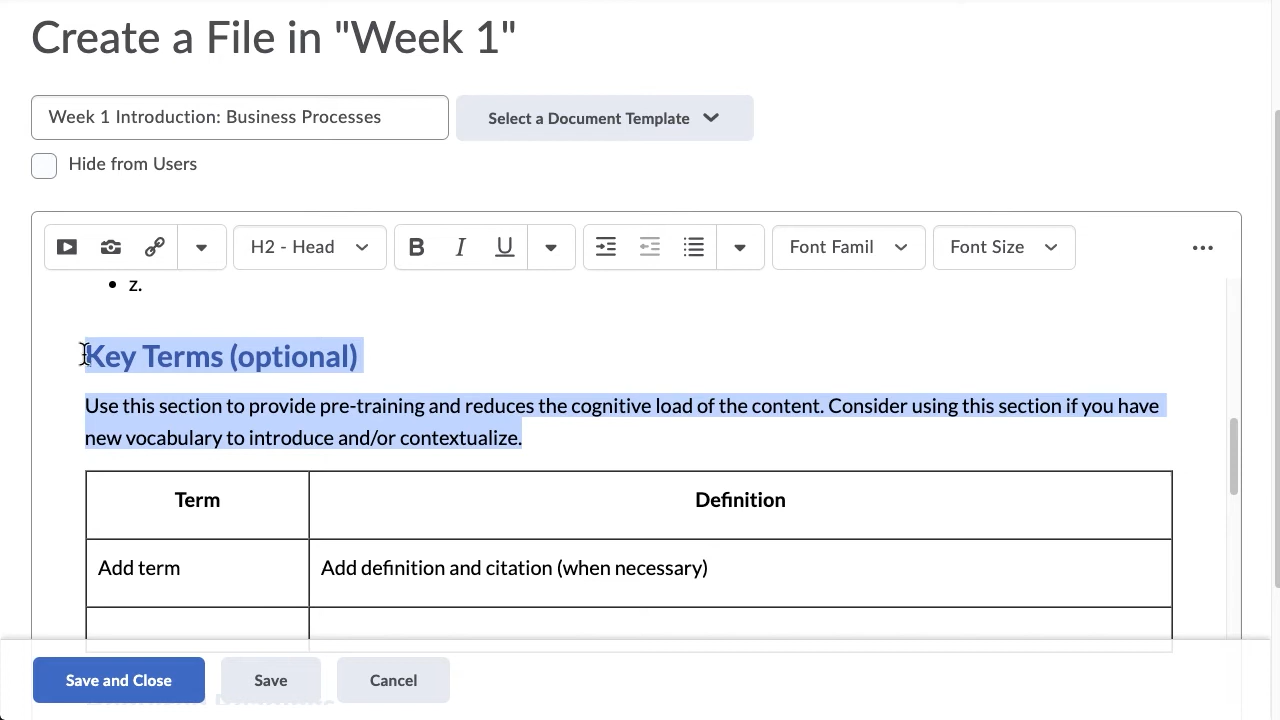 Create a File in "Week 1"
Week 1 Introduction: Business Processes
Select a Document Template
Hide from Users
H2 - Head
B I U
Font Famil
Font Size
z.
Key Terms (optional)
Use this section to provide pre-training and reduces the cognitive load of the content. Consider using this section if you have
new vocabulary to introduce and/or contextualize.
Term Definition
Add term Add definition and citation (when necessary)
Save and Close
Save
Cancel